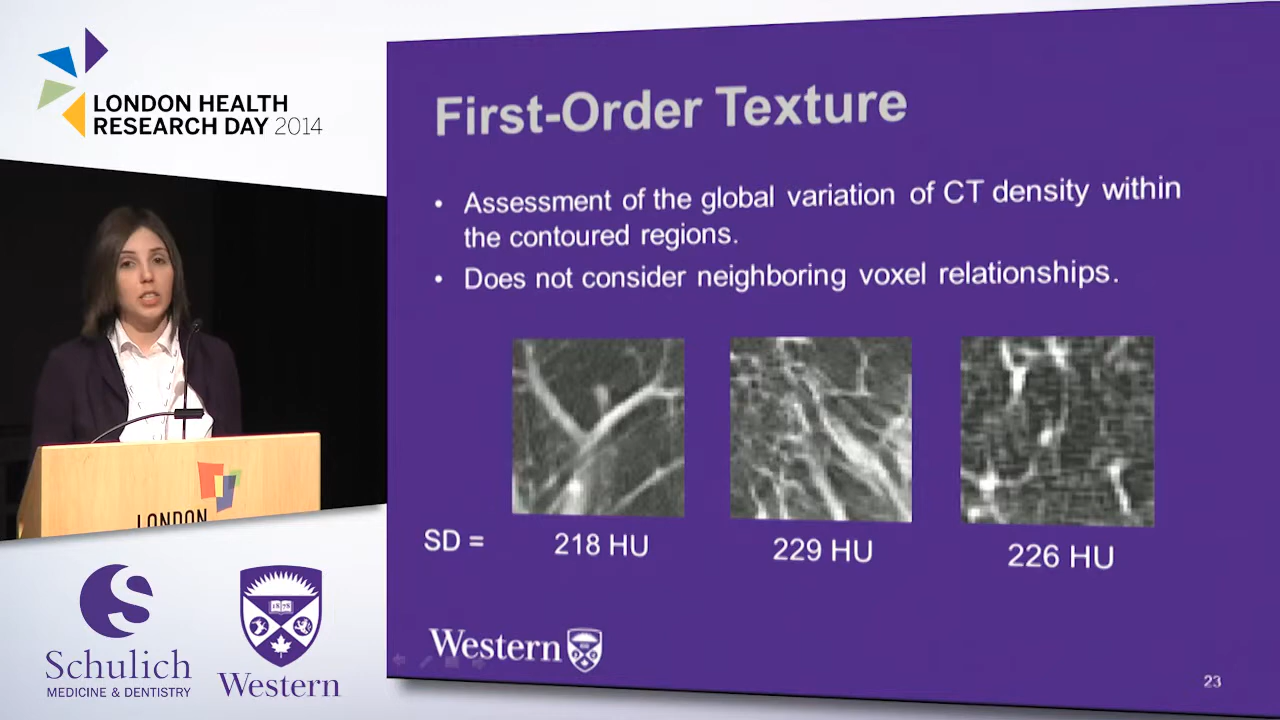 LONDON HEALTH
RESEARCH DAY 2014
LONDON
Schulich
MEDICINE & DENTISTRY
1878
Western
First-Order Texture
• Assessment of the global variation of CT density within
the contoured regions.
• Does not consider neighboring voxel relationships.
SD = 218 HU 229 HU 226 HU
Western
23